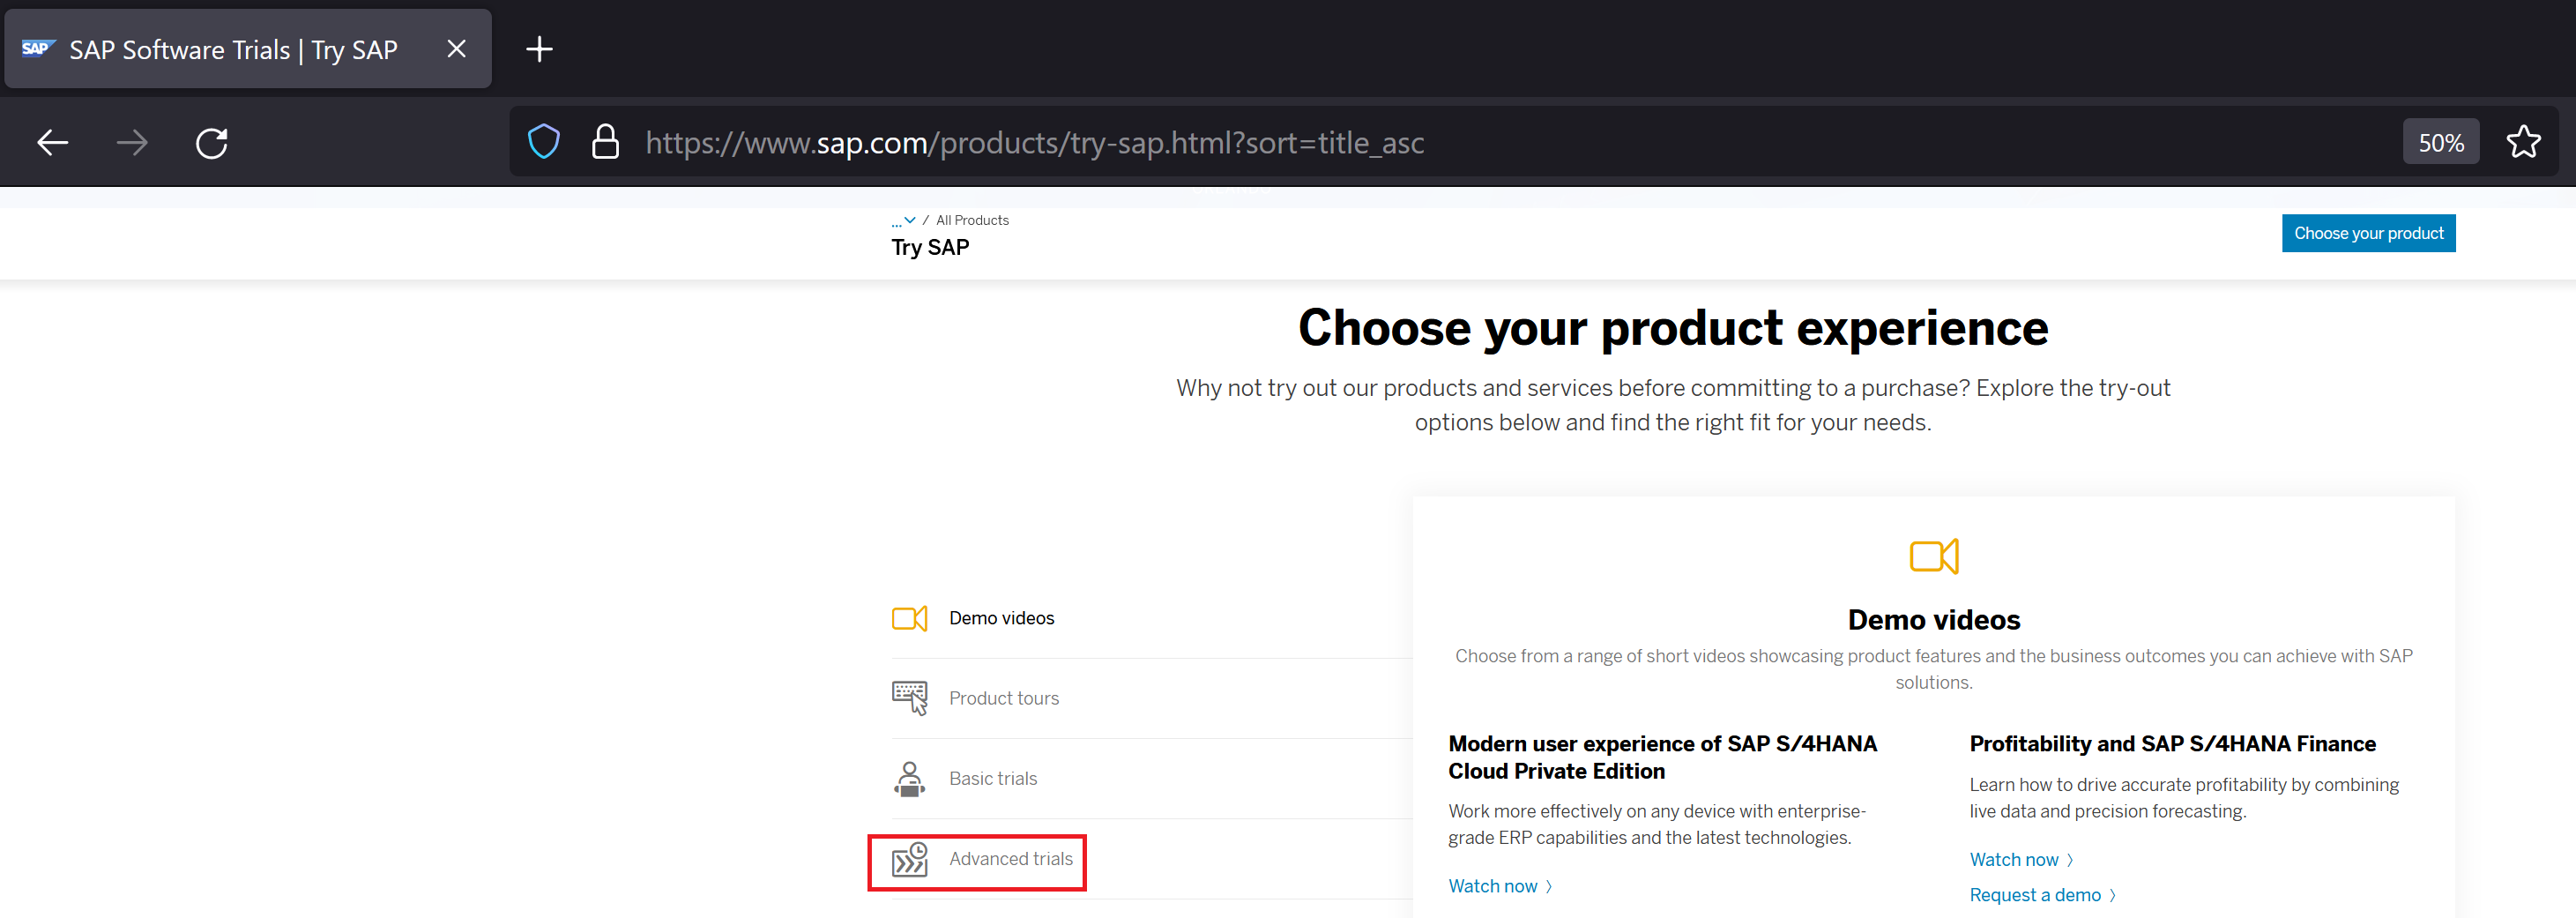 SAP SAP Software Trials | Try SAP
https://www.sap.com/products/try-sap.html?sort=title_asc 50%
... / All Products
Try SAP
Choose your product
Choose your product experience
Why not try out our products and services before committing to a purchase? Explore the try-out
options below and find the right fit for your needs.
Demo videos
Product tours
Basic trials
Advanced trials
Demo videos
Choose from a range of short videos showcasing product features and the business outcomes you can achieve with SAP
solutions.
Modern user experience of SAP S/4HANA
Cloud Private Edition
Work more effectively on any device with enterprise-
grade ERP capabilities and the latest technologies.
Watch now
Profitability and SAP S/4HANA Finance
Learn how to drive accurate profitability by combining
live data and precision forecasting.
Watch now
Request a demo